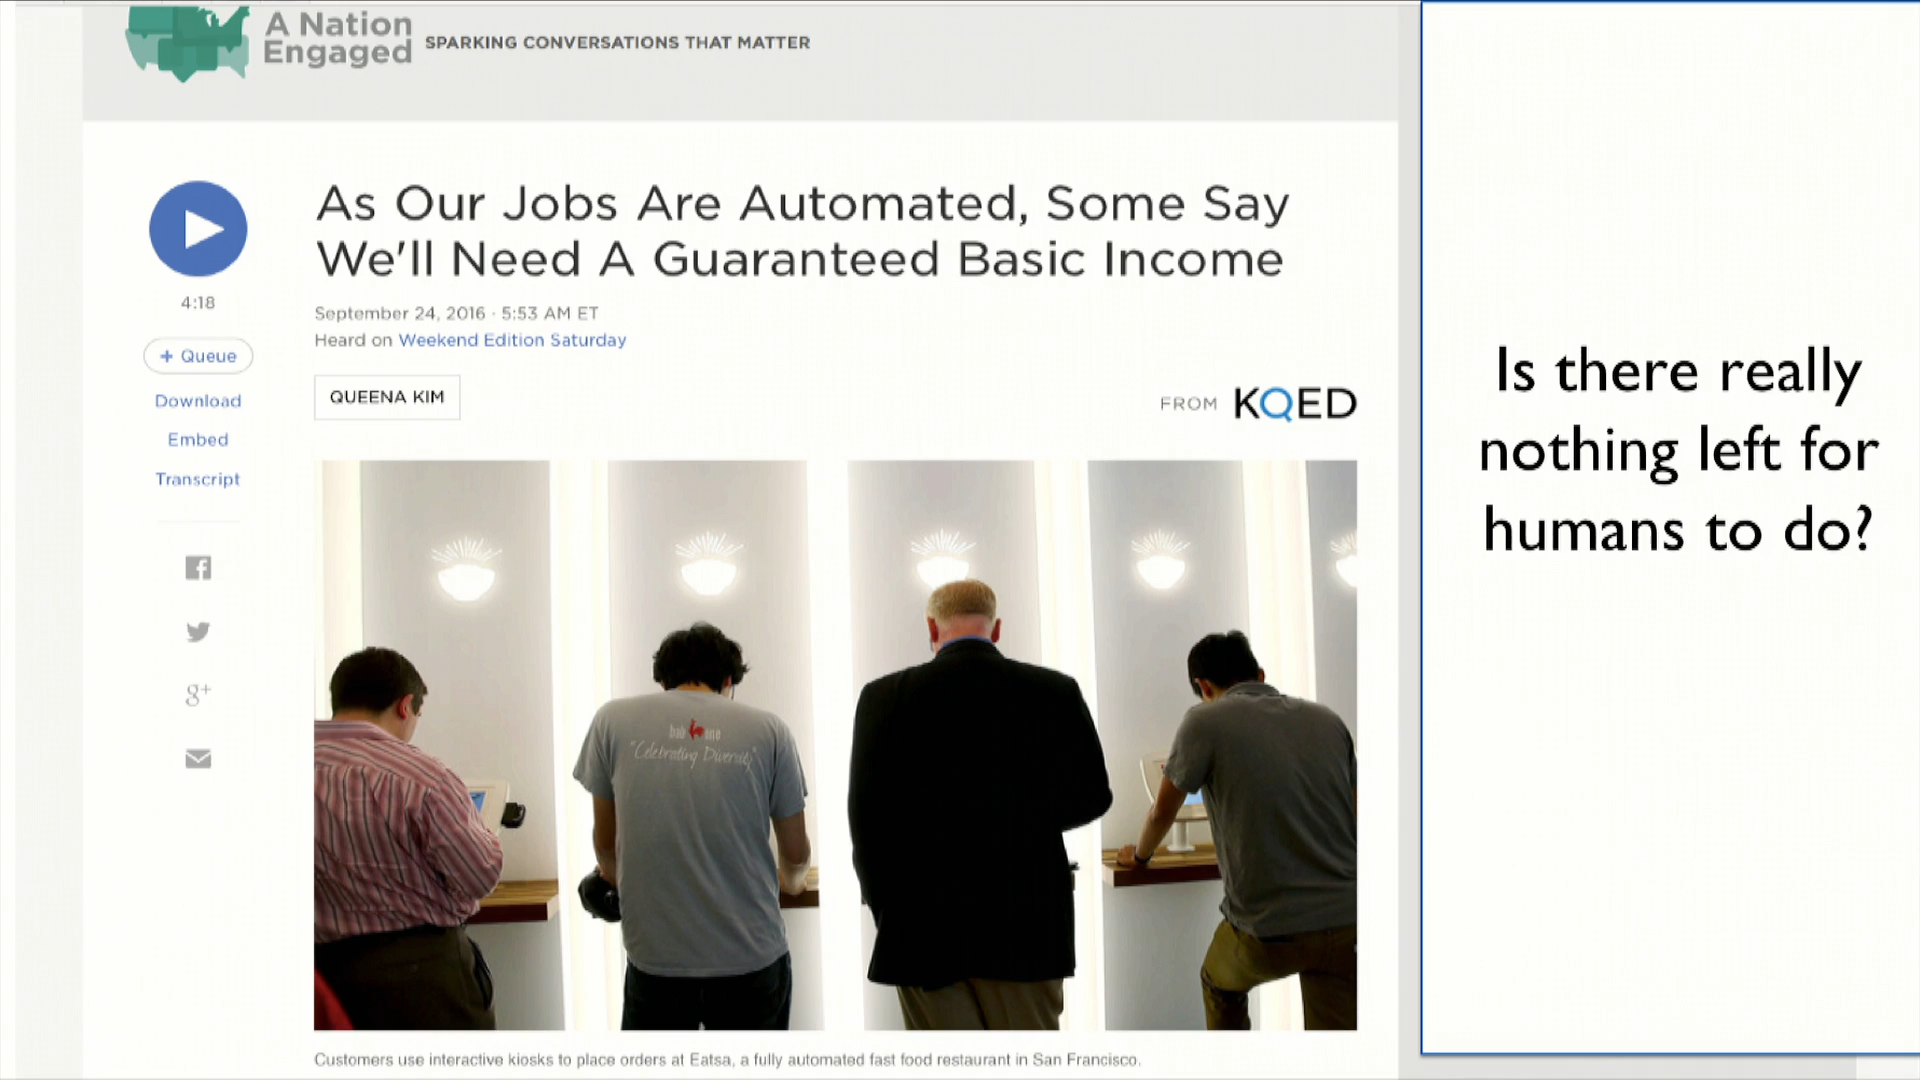 A Nation
Engaged
SPARKING CONVERSATIONS THAT MATTER
As Our Jobs Are Automated, Some Say
We'll Need A Guaranteed Basic Income
4:18
September 24, 2016 · 5:53 AM ET
Heard on Weekend Edition Saturday
+ Queue
Download
Embed
Transcript
QUEENA KIM
FROM KQED
g+
"Celebrating Diversity"
Customers use interactive kiosks to place orders at Eatsa, a fully automated fast food restaurant in San Francisco.
Is there really
nothing left for
humans to do?